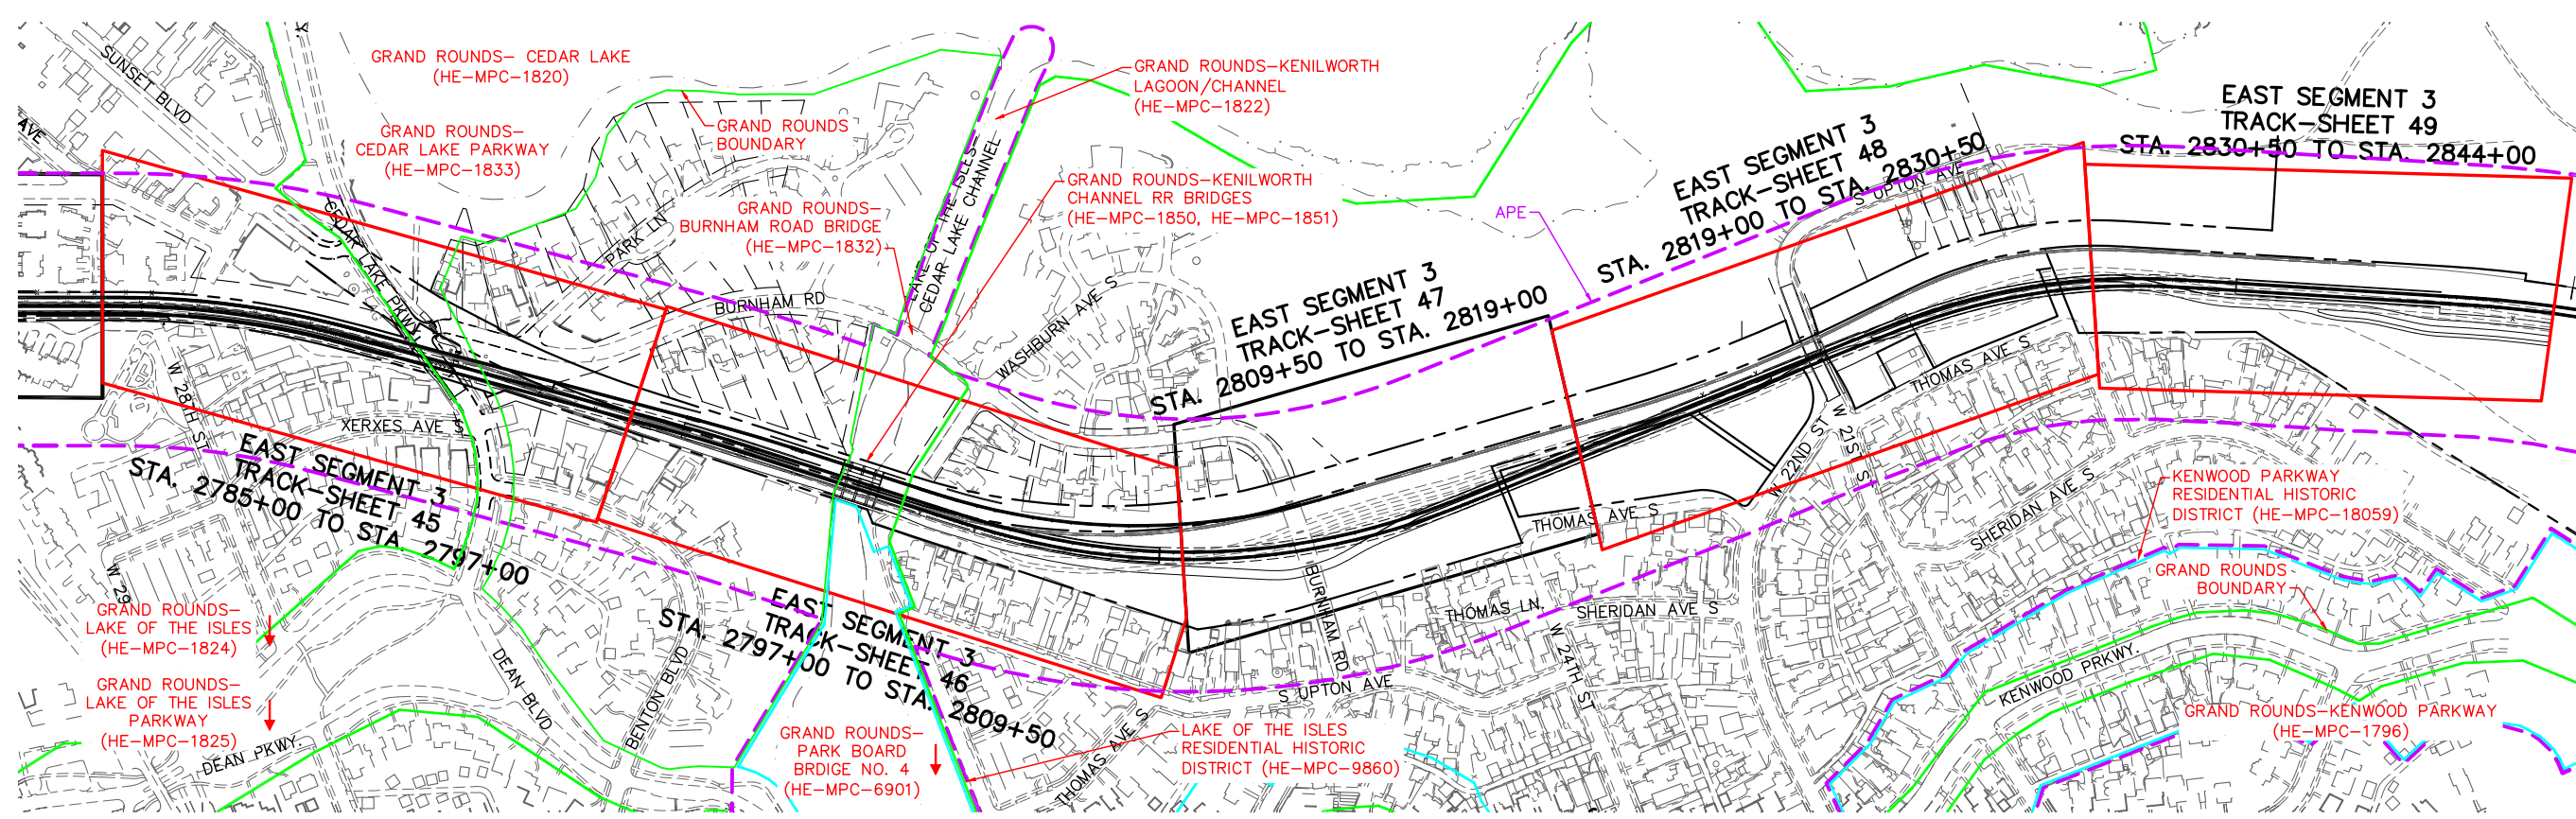 SUNSET BLVD
AVE
GRAND ROUNDS- CEDAR LAKE
(HE-MPC-1820)
GRAND ROUNDS-
CEDAR LAKE PARKWAY
(HE-MPC-1833)
GRAND ROUNDS
BOUNDARY
GRAND ROUNDS-KENILWORTH
LAGOON/CHANNEL
(HE-MPC-1822)
GRAND ROUNDS-KENILWORTH
CHANNEL RR BRIDGES
(HE-MPC-1850, HE-MPC-1851)
GRAND ROUNDS-
BURNHAM ROAD BRIDGE
(HE-MPC-1832)
LAKE OF THE ISLES-
CEDAR LAKE CHANNEL
CEDAR LAKE PKWY
PARK LN
BURNHAM RD
WASHBURN AVE S
APE
EAST SEGMENT 3
TRACK-SHEET 47
STA. 2809+50 TO STA. 2819+00
EAST SEGMENT 3
TRACK-SHEET 48
STA. 2819+00 TO STA. 2830+50
S UPTON AVE
EAST SEGMENT 3
TRACK-SHEET 49
STA. 2830+50 TO STA. 2844+00
W 28TH ST
XERXES AVE S
EAST SEGMENT 3
TRACK-SHEET 45
STA. 2785+00 TO STA. 2797+00
W 29
THOMAS AVE S
W 22ND ST
W 21ST S
THOMAS AVE S
SHERIDAN AVE S
KENWOOD PARKWAY
RESIDENTIAL HISTORIC
DISTRICT (HE-MPC-18059)
GRAND ROUNDS
BOUNDARY
BURNHAM RD
THOMAS LN.
SHERIDAN AVE S
W 24TH ST
S UPTON AVE
EAST SEGMENT 3
TRACK-SHEET 46
STA. 2797+00 TO STA. 2809+50
GRAND ROUNDS-
LAKE OF THE ISLES
(HE-MPC-1824)
GRAND ROUNDS-
LAKE OF THE ISLES
PARKWAY
(HE-MPC-1825)
DEAN PKWY.
DEAN BLVD
BENTON BLVD
GRAND ROUNDS-
PARK BOARD
BRDIGE NO. 4
(HE-MPC-6901)
THOMAS AVE S
LAKE OF THE ISLES
RESIDENTIAL HISTORIC
DISTRICT (HE-MPC-9860)
KENWOOD PRKWY.
GRAND ROUNDS-KENWOOD PARKWAY
(HE-MPC-1796)